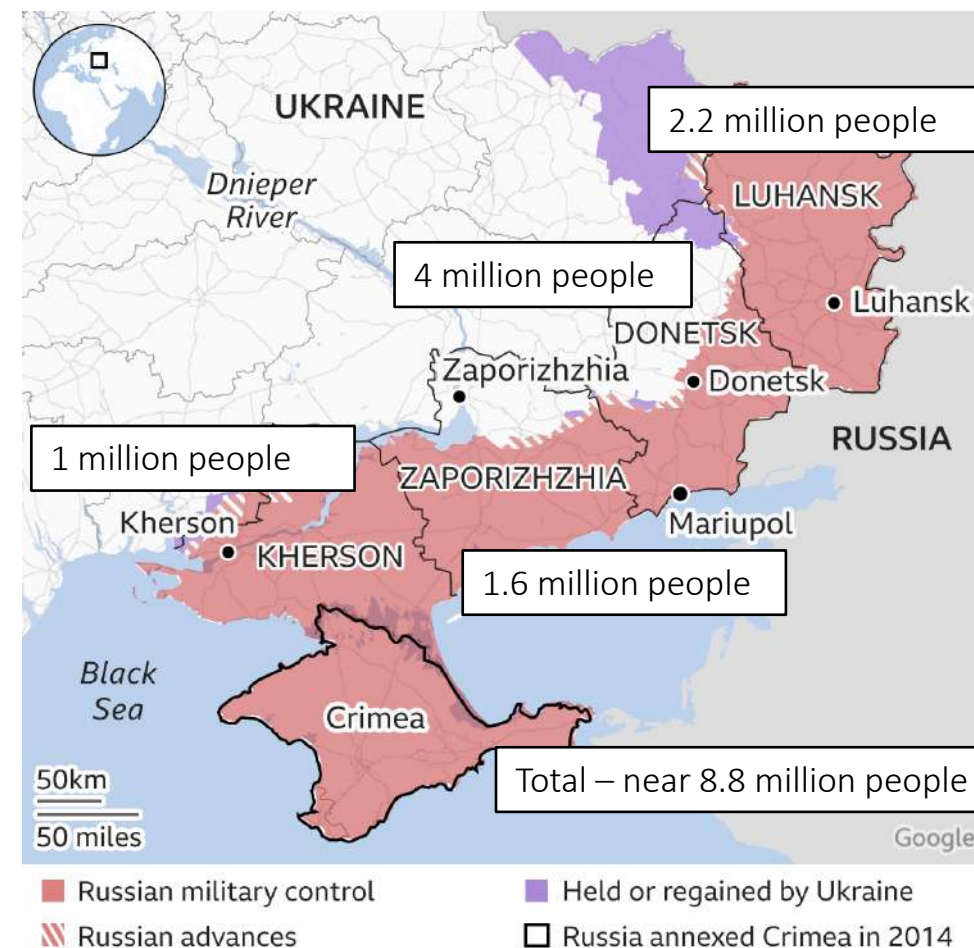 UKRAINE
2.2 million people
Dnieper
River
LUHANSK
4 million people
Luhansk
DONETSK
Zaporizhzhia
Donetsk
RUSSIA
1 million people
ZAPORIZHZHIA
Mariupol
Kherson
KHERSON
1.6 million people
Black
Sea
Crimea
Total – near 8.8 million people
50km
50 miles
Google
Russian military control
Held or regained by Ukraine
Russian advances
Russia annexed Crimea in 2014